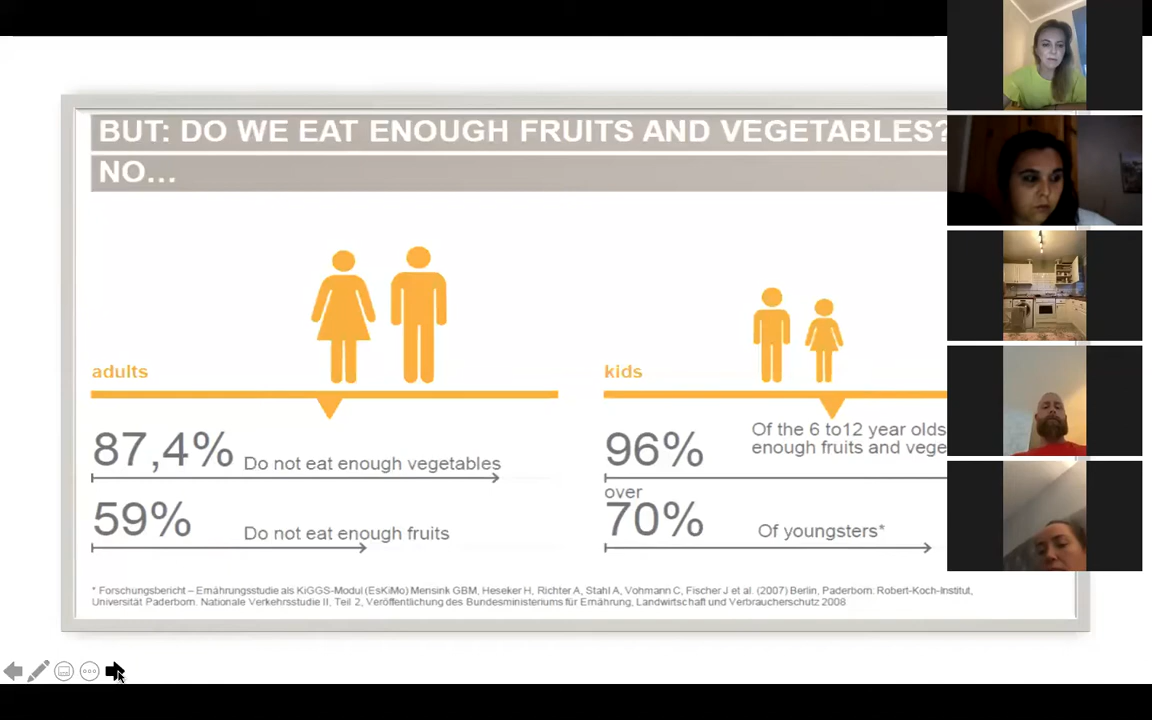 BUT: DO WE EAT ENOUGH FRUITS AND VEGETABLES?
NO...
adults
87,4% Do not eat enough vegetables
59% Do not eat enough fruits
kids
96% Of the 6 to12 year olds
enough fruits and vege
over
70% Of youngsters*
* Forschungsbericht – Ernährungsstudie als KiGGS-Modul (EsKiMo) Mensink GBM, Heseker H, Richter A, Stahl A, Vohmann C, Fischer J et al. (2007) Berlin, Paderborn: Robert-Koch-Institut,
Universität Paderborn. Nationale Verkehrsstudie II, Teil 2, Veröffentlichung des Bundesministeriums für Ernährung, Landwirtschaft und Verbraucherschutz 2008